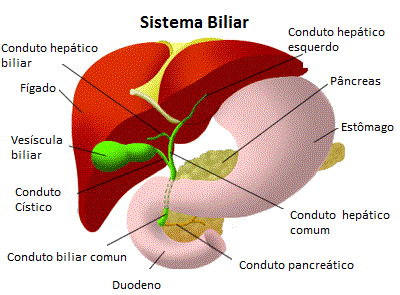 Sistema Biliar
Conduto hepático
biliar
Fígado
Vesíscula
biliar
Conduto
Cístico
Conduto biliar comun
Duodeno
Conduto hepático
esquerdo
Pâncreas
Estômago
Conduto hepático
comum
Conduto pancreático